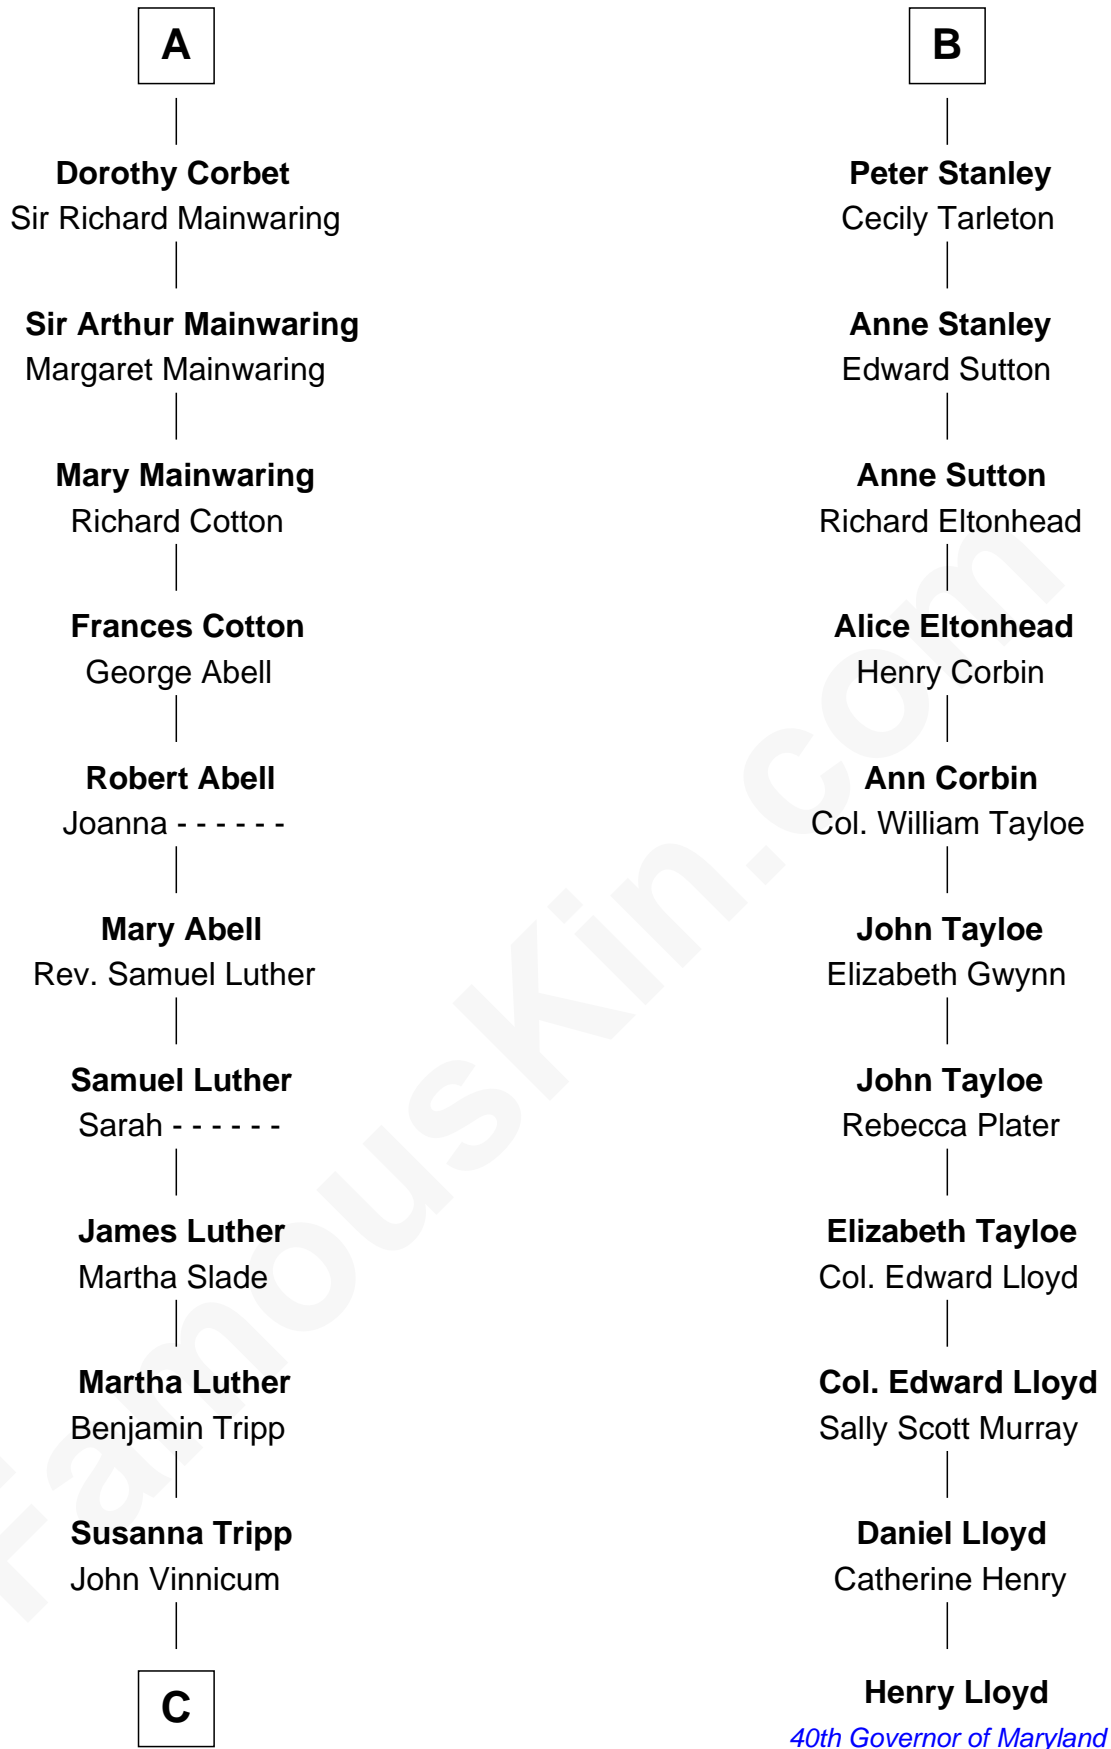 A
Dorothy Corbet
Sir Richard Mainwaring
Sir Arthur Mainwaring
Margaret Mainwaring
Mary Mainwaring
Richard Cotton
Frances Cotton
George Abell
Robert Abell
Joanna - - - - - -
Mary Abell
Rev. Samuel Luther
Samuel Luther
Sarah - - - - - -
James Luther
Martha Slade
Martha Luther
Benjamin Tripp
Susanna Tripp
John Vinnicum
C
B
Peter Stanley
Cecily Tarleton
Anne Stanley
Edward Sutton
Anne Sutton
Richard Eltonhead
Alice Eltonhead
Henry Corbin
Ann Corbin
Col. William Tayloe
John Tayloe
Elizabeth Gwynn
John Tayloe
Rebecca Plater
Elizabeth Tayloe
Col. Edward Lloyd
Col. Edward Lloyd
Sally Scott Murray
Daniel Lloyd
Catherine Henry
Henry Lloyd
40th Governor of Maryland
FamousKin.com